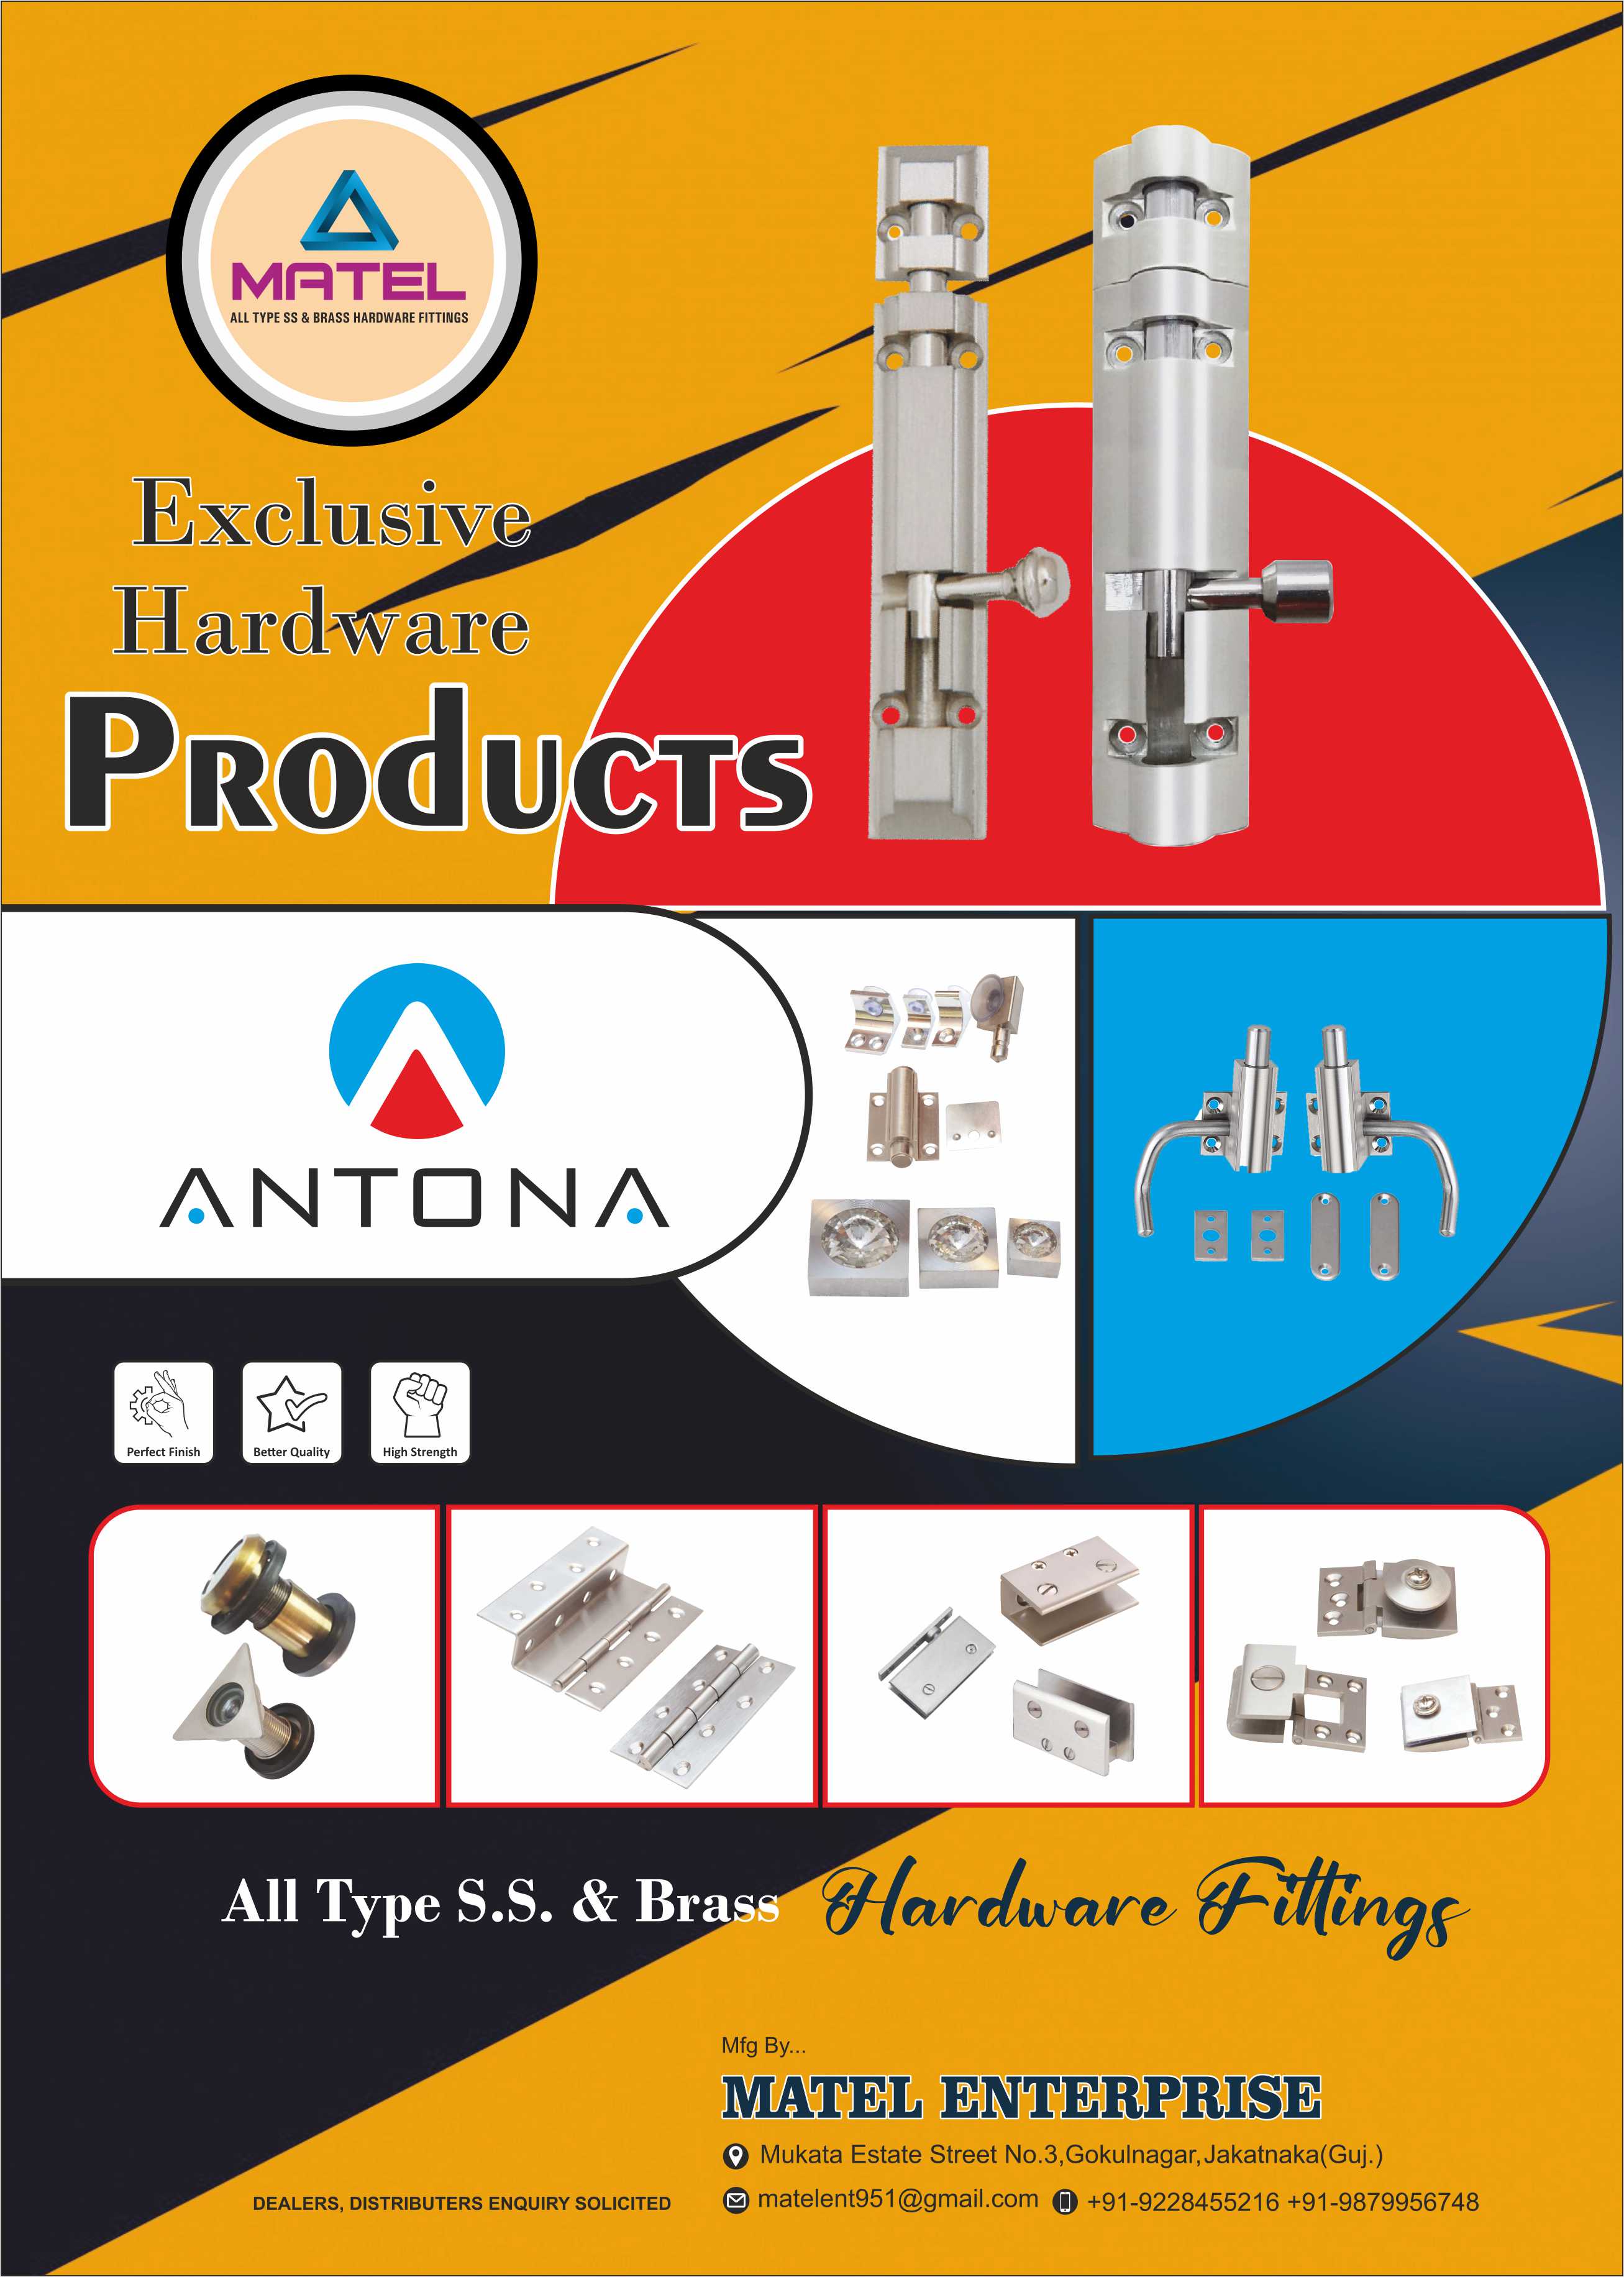 MATEL
ALL TYPE SS & BRASS HARDWARE FITTINGS
Exclusive
Hardware
Products
ANTONA
Perfect Finish
Better Quality
High Strength
All Type S.S. & Brass Hardware Fittings
Mfg By...
MATEL ENTERPRISE
Mukata Estate Street No.3,Gokulnagar,Jakatnaka(Guj.)
DEALERS, DISTRIBUTERS ENQUIRY SOLICITED
matelent951@gmail.com +91-9228455216 +91-9879956748